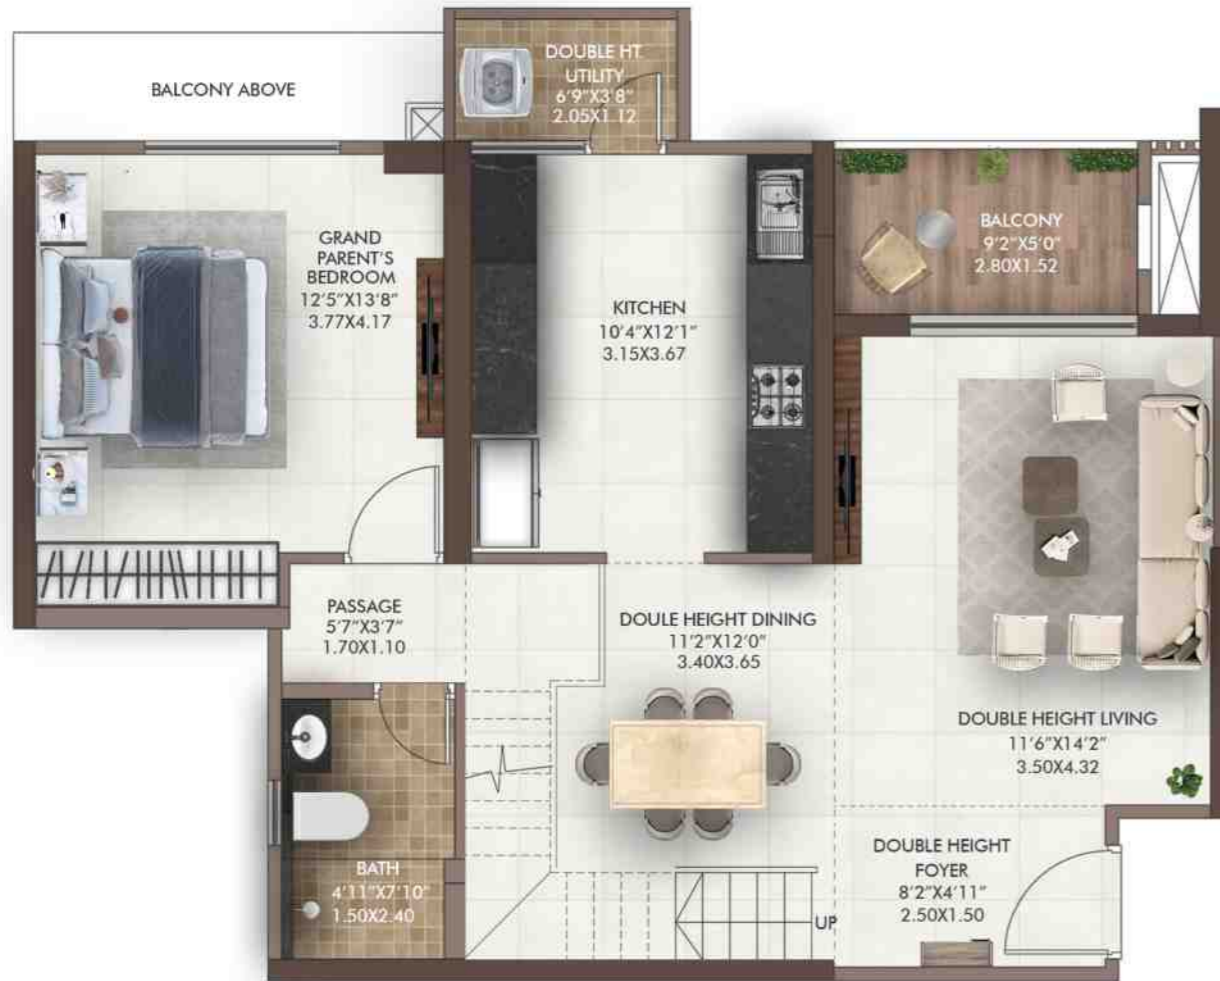 BALCONY ABOVE
DOUBLE HT
UTILITY
6'9"X3'8"
2.05X1.12
GRAND
PARENT'S
BEDROOM
12'5"X13'8"
3.77X4.17
KITCHEN
10'4"X12'1"
3.15X3.67
BALCONY
9'2"X5'0"
2.80X1.52
PASSAGE
5'7"X3'7"
1.70X1.10
DOULE HEIGHT DINING
11'2"X12'0"
3.40X3.65
DOUBLE HEIGHT LIVING
11'6"X14'2"
3.50X4.32
BATH
4'11"X7'10"
1.50X2.40
DOUBLE HEIGHT
FOYER
8'2"X4'11"
2.50X1.50
UP